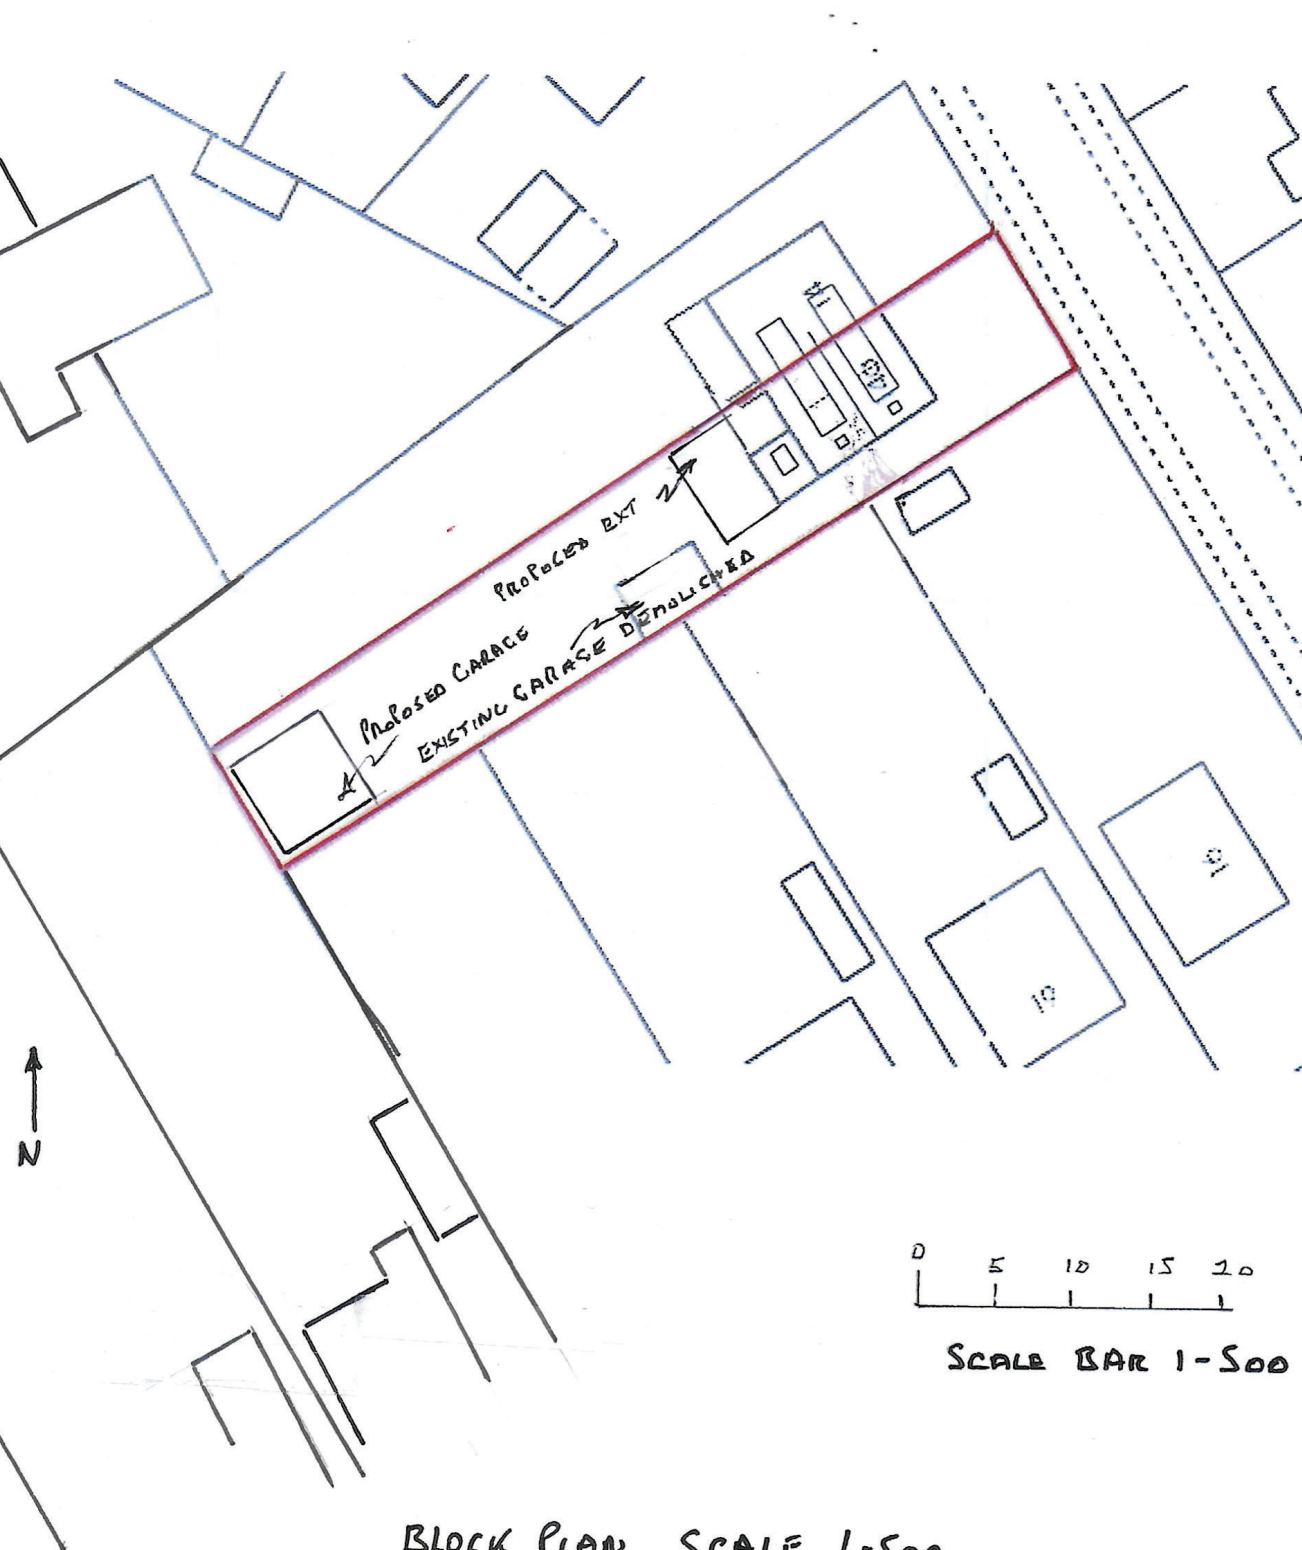 PROPOSED EXT
PROPOSED GARAGE
EXISTING GARAGE DEMOLISHED
19
N
0 5 10 15 20
SCALE BAR 1-500
BLOCK PLAN SCALE 1-500